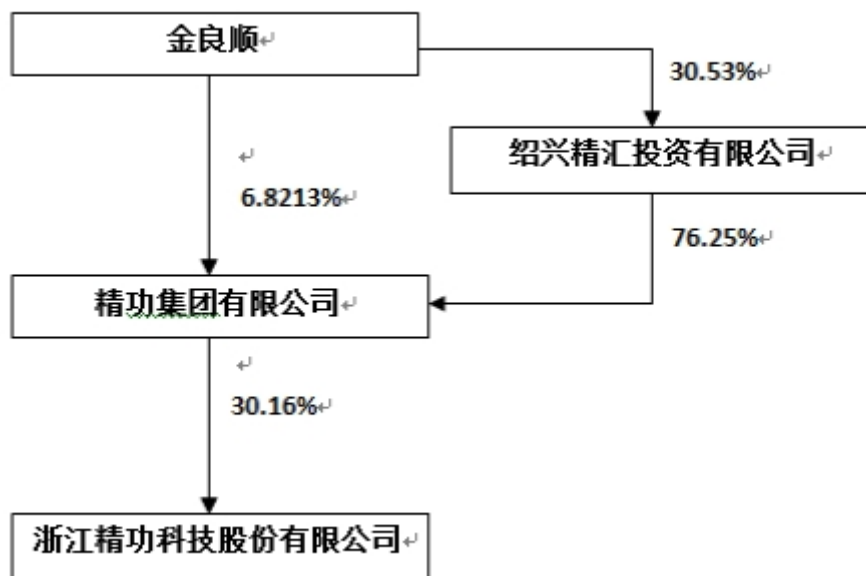 金良顺
30.53%
绍兴精汇投资有限公司
6.8213%
76.25%
精功集团有限公司
30.16%
浙江精功科技股份有限公司